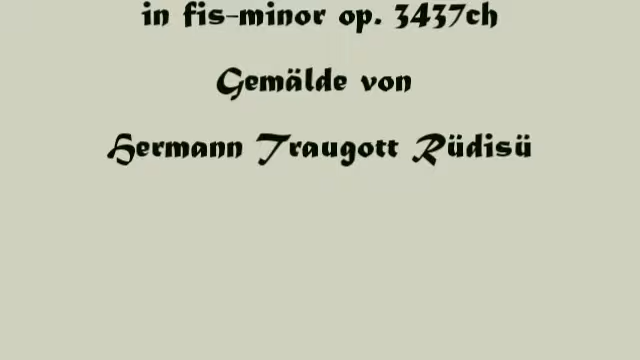 in fis-minor op. 3437ch
Gemälde von
Hermann Traugott Rüdisü